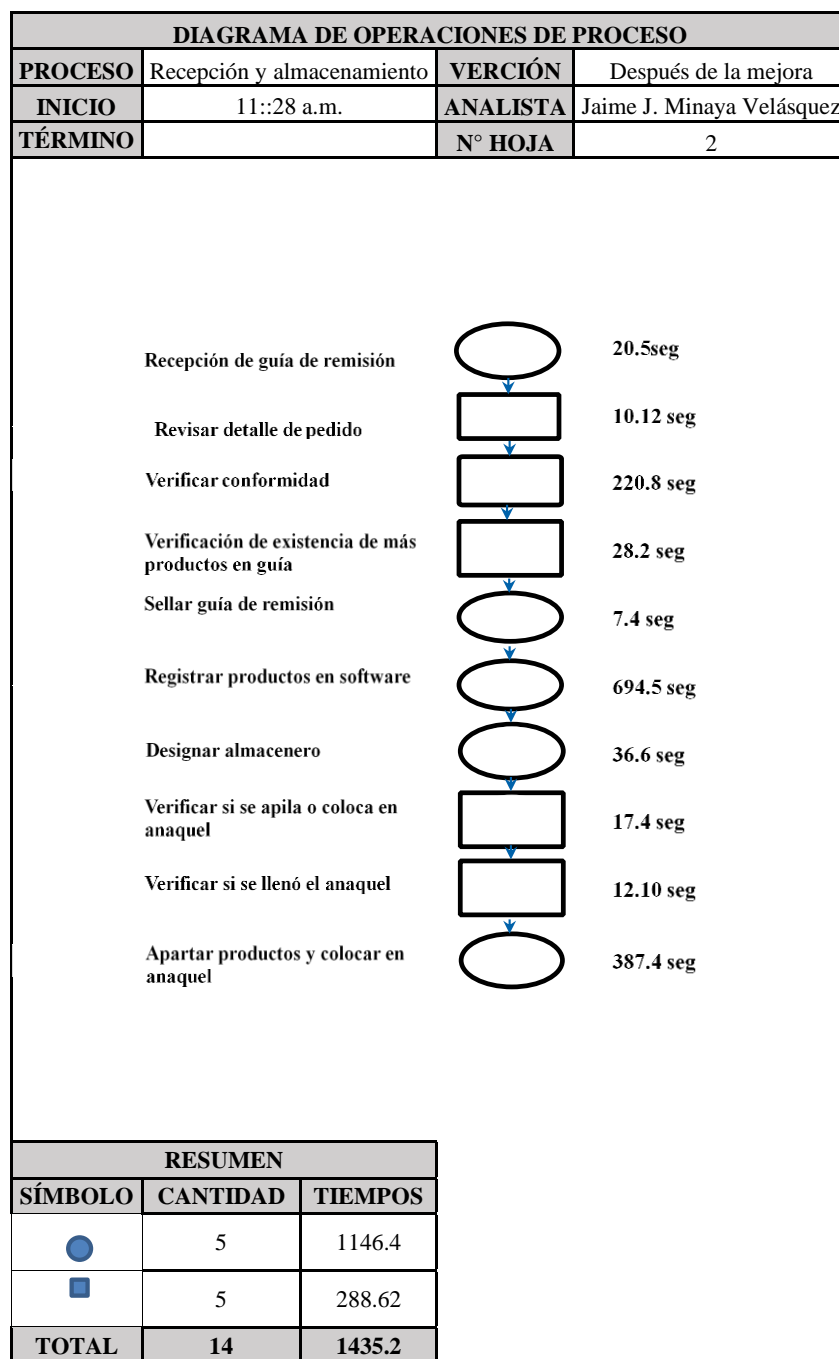 DIAGRAMA DE OPERACIONES DE PROCESO
PROCESO Recepción y almacenamiento VERCIÓN Después de la mejora
INICIO 11::28 a.m. ANALISTA Jaime J. Minaya Velásquez
TÉRMINO N° HOJA 2
Recepción de guía de remisión 20.5seg
Revisar detalle de pedido 10.12 seg
Verificar conformidad 220.8 seg
Verificación de existencia de más
productos en guía 28.2 seg
Sellar guía de remisión 7.4 seg
Registrar productos en software 694.5 seg
Designar almacenero 36.6 seg
Verificar si se apila o coloca en
anaquel 17.4 seg
Verificar si se llenó el anaquel 12.10 seg
Apartar productos y colocar en
anaquel 387.4 seg
RESUMEN
SÍMBOLO CANTIDAD TIEMPOS
5 1146.4
5 288.62
TOTAL 14 1435.2